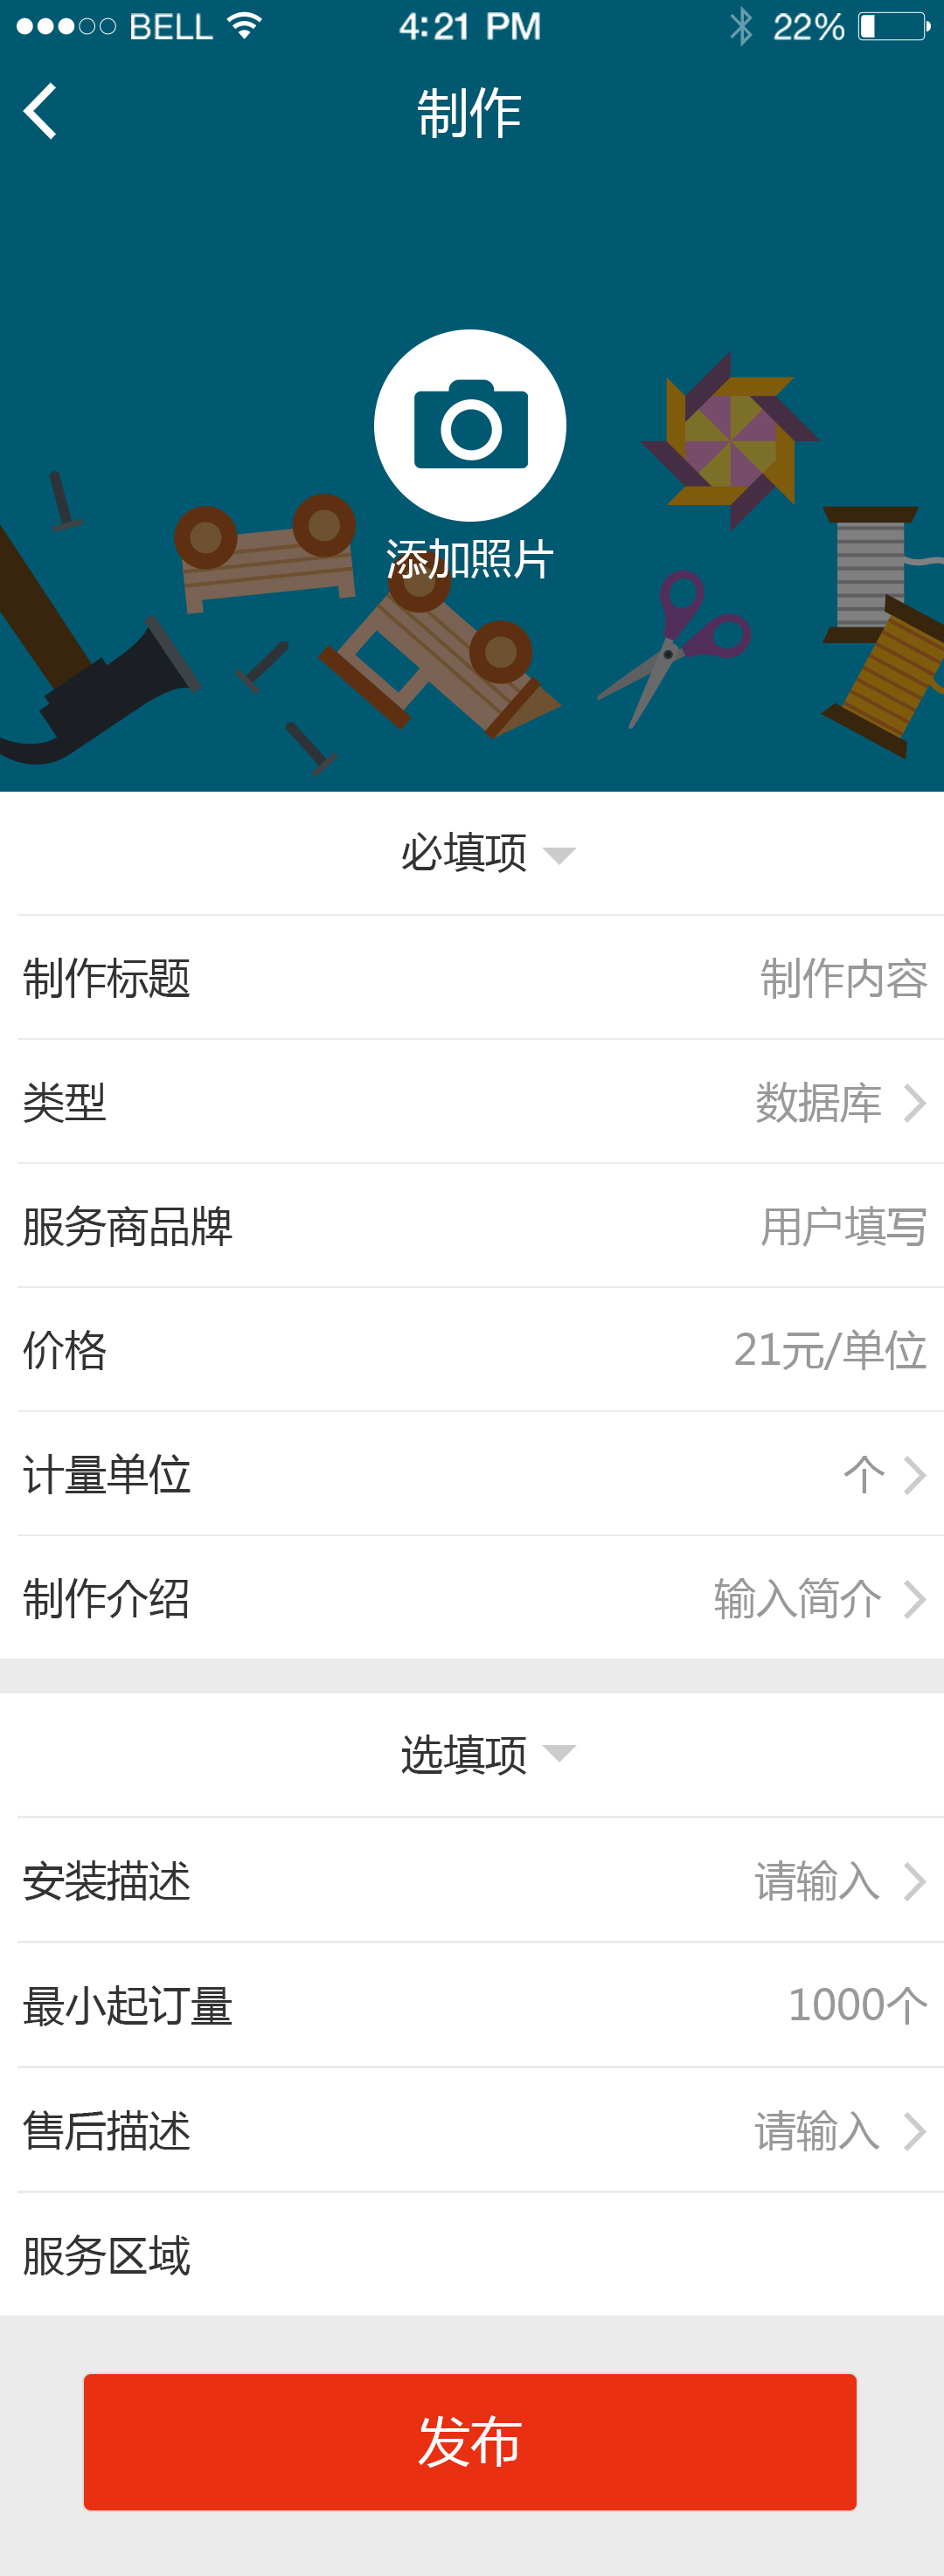 BELL 4:21 PM 22%
制作
添加照片
必填项
制作标题 制作内容
类型 数据库
服务商品牌 用户填写
价格 21元/单位
计量单位 个
制作介绍 输入简介
选填项
安装描述 请输入
最小起订量 1000个
售后描述 请输入
服务区域
发布